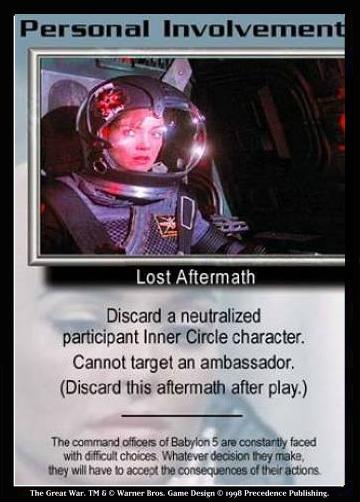 Personal Involvement
Lost Aftermath
Discard a neutralized
participant Inner Circle character.
Cannot target an ambassador.
(Discard this aftermath after play.)
The command officers of Babylon 5 are constantly faced
with difficult choices. Whatever decision they make,
they will have to accept the consequences of their actions.
The Great War. TM & © Warner Bros. Game Design © 1998 Precedence Publishing.